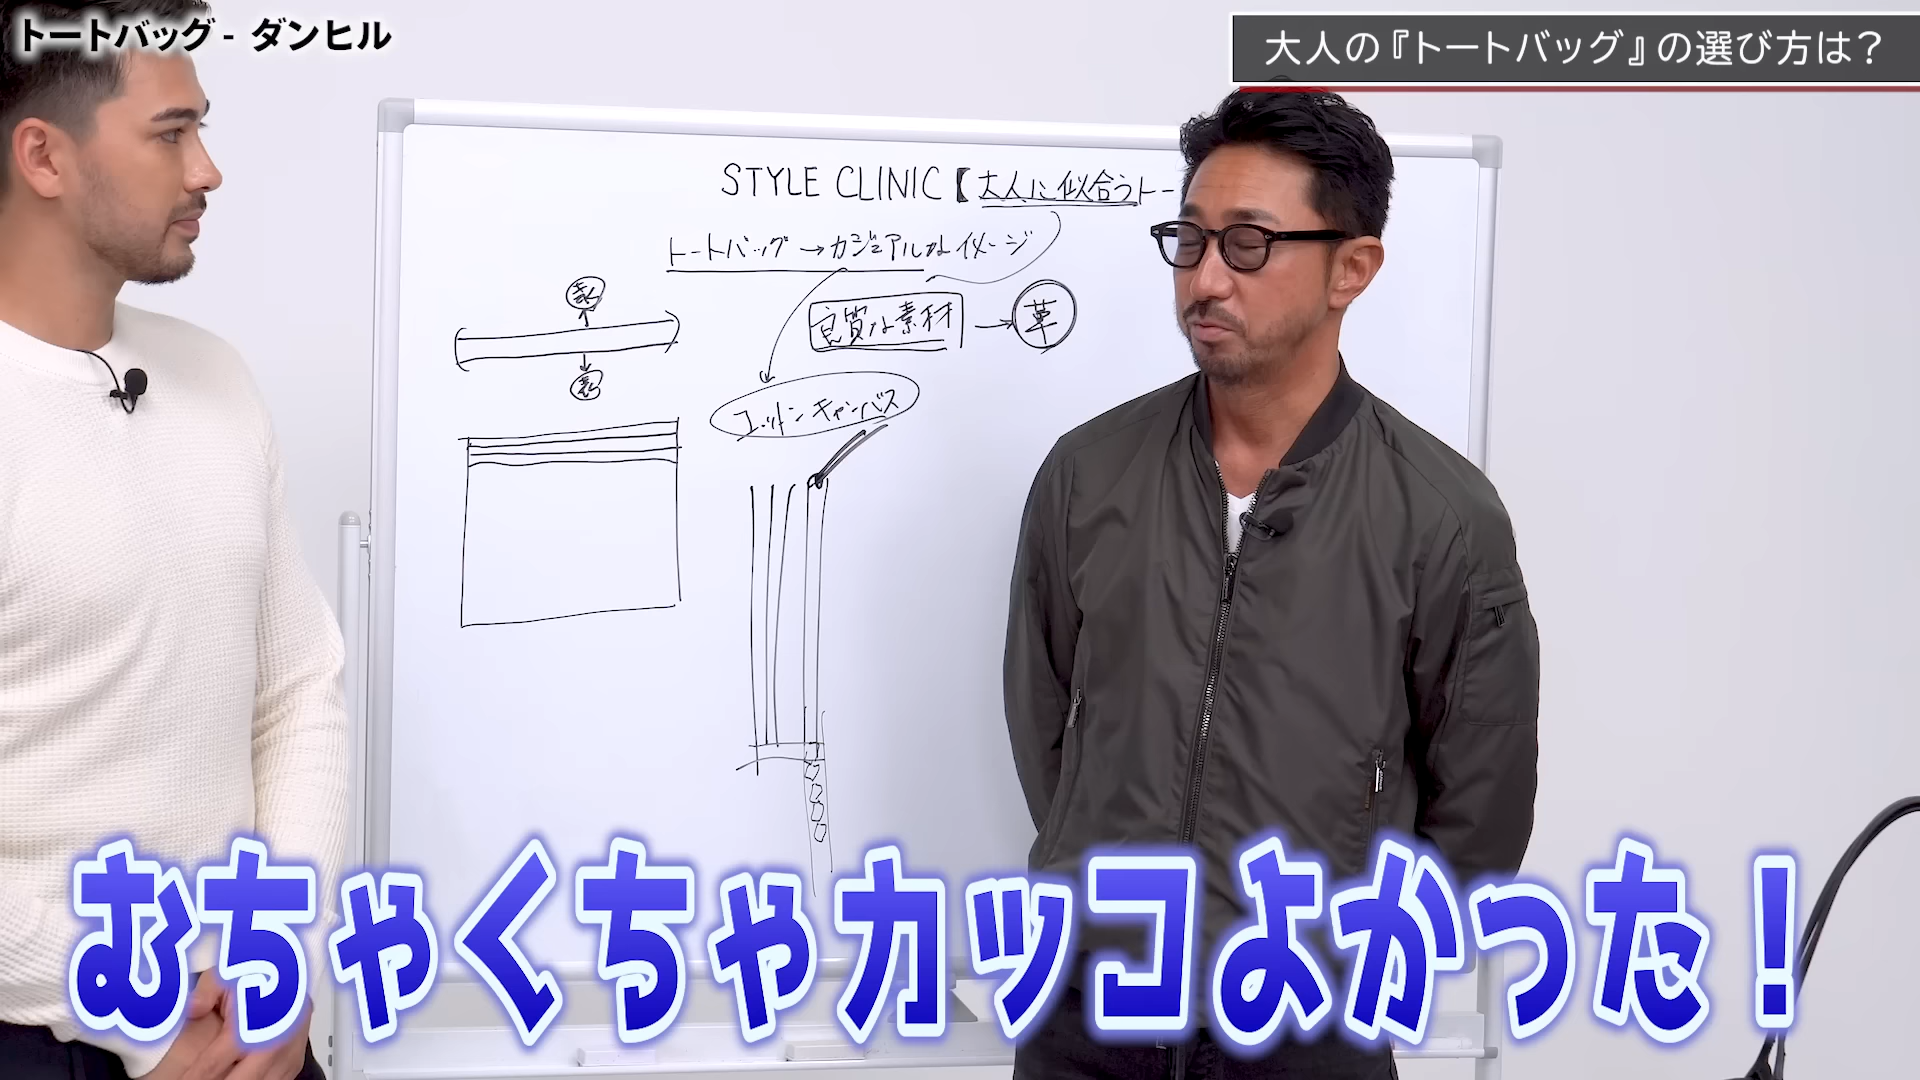 トートバッグ - ダンヒル
大人の『トートバッグ』の選び方は？
STYLE CLINIC【大人に似合うトー
トートバッグ→カジュアルなイメージ
良質な素材→革
コットンキャンバス
むちゃくちゃカッコよかった！